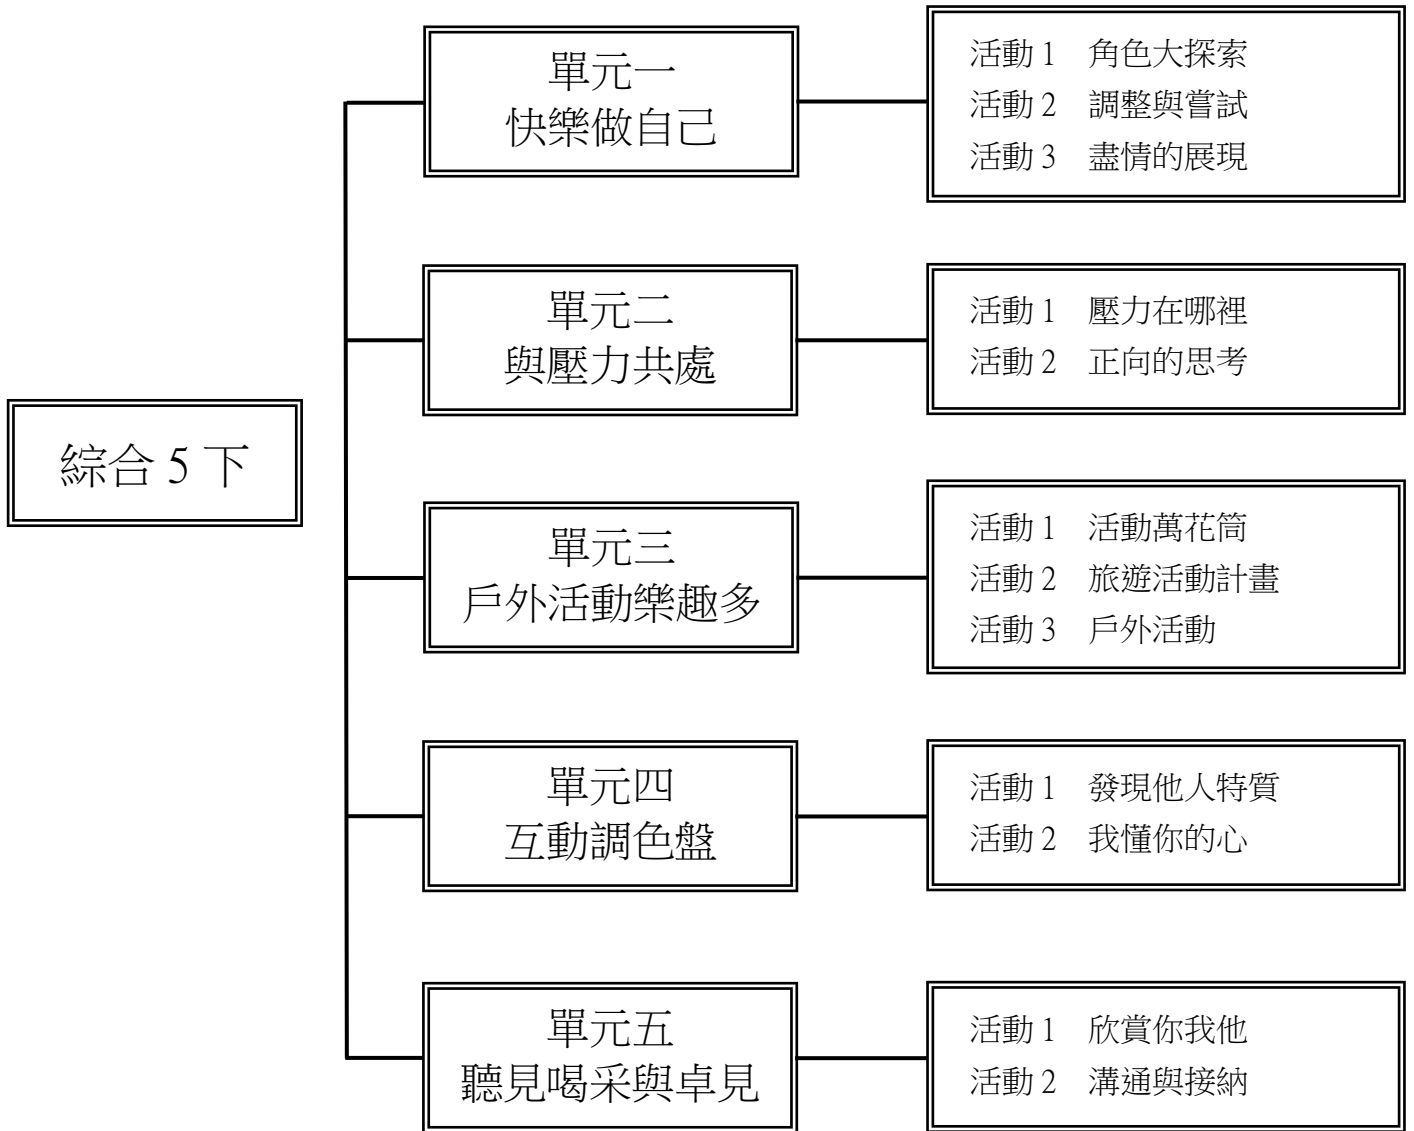 綜合 5 下
單元一
快樂做自己
活動 1 角色大探索
活動 2 調整與嘗試
活動 3 盡情的展現
單元二
與壓力共處
活動 1 壓力在哪裡
活動 2 正向的思考
單元三
戶外活動樂趣多
活動 1 活動萬花筒
活動 2 旅遊活動計畫
活動 3 戶外活動
單元四
互動調色盤
活動 1 發現他人特質
活動 2 我懂你的心
單元五
聽見喝采與卓見
活動 1 欣賞你我他
活動 2 溝通與接納